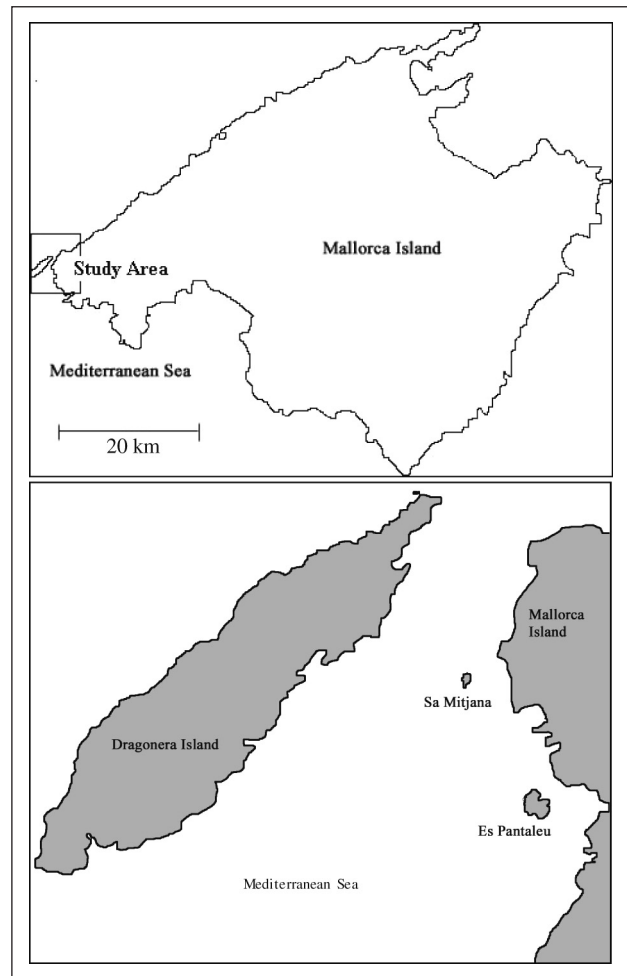 Mallorca Island
Study Area
Mediterranean Sea
20 km
Mallorca
Island
Sa Mitjana
Dragonera Island
Es Pantaleu
Mediterranean Sea